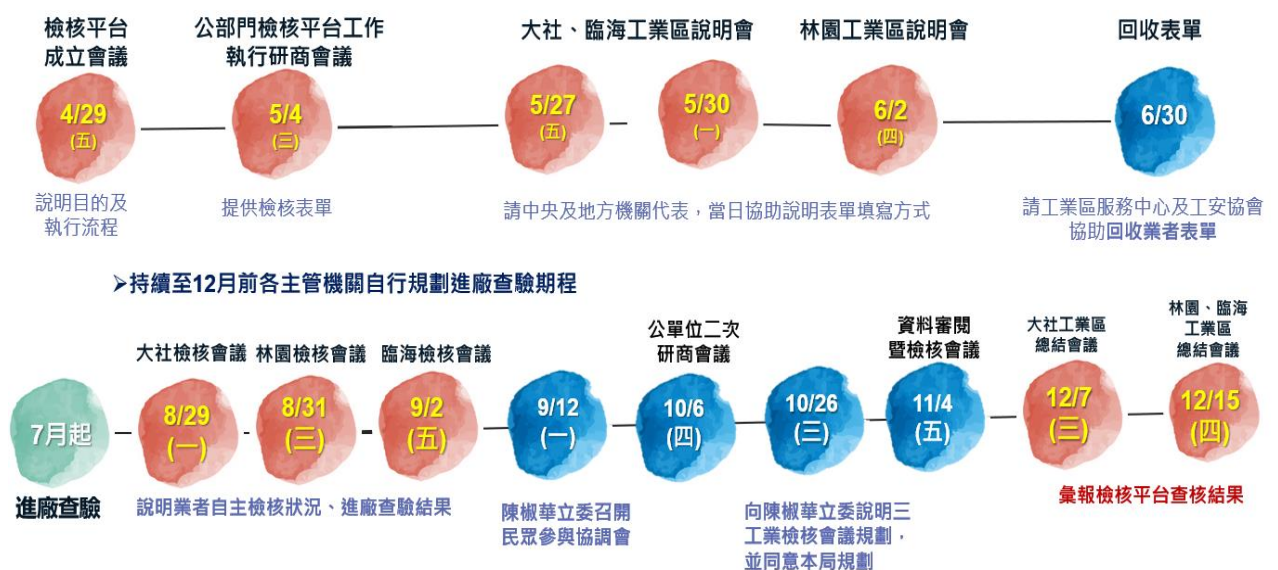 檢核平台
成立會議
4/29
(五)
說明目的及
執行流程
公部門檢核平台工作
執行研商會議
5/4
(三)
提供檢核表單
大社、臨海工業區說明會
5/27
(五)
5/30
(一)
林園工業區說明會
6/2
(四)
請中央及地方機關代表，當日協助說明表單填寫方式
回收表單
6/30
請工業區服務中心及工安協會
協助回收業者表單
➢持續至12月前各主管機關自行規劃進廠查驗期程
7月起
進廠查驗
大社檢核會議
8/29
(一)
林園檢核會議
8/31
(三)
臨海檢核會議
9/2
(五)
說明業者自主檢核狀況、進廠查驗結果
9/12
(一)
陳椒華立委召開
民眾參與協調會
公單位二次
研商會議
10/6
(四)
10/26
(三)
向陳椒華立委說明三
工業檢核會議規劃，
並同意本局規劃
資料審閱
暨檢核會議
11/4
(五)
大社工業區
總結會議
12/7
(三)
林園、臨海
工業區
總結會議
12/15
(四)
彙報檢核平台查核結果